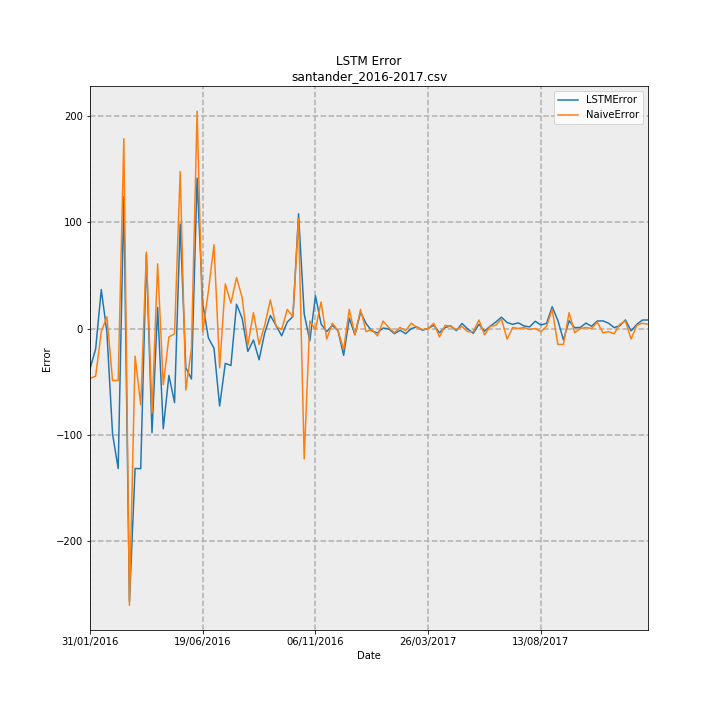 LSTM Error
santander_2016-2017.csv
LSTMError
NaiveError
200
100
0
−100
−200
Error
31/01/2016 19/06/2016 06/11/2016 26/03/2017 13/08/2017
Date